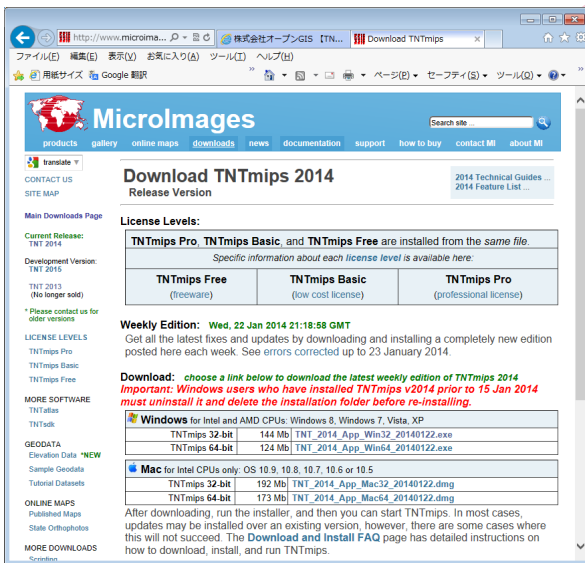 http://www.microima...
株式会社オープンGIS 【TN...
Download TNTmips
ファイル(F) 編集(E) 表示(V) お気に入り(A) ツール(T) ヘルプ(H)
用紙サイズ Google 翻訳
ページ(P) セーフティ(S) ツール(O)
MicroImages
Search site ...
products gallery online maps downloads news documentation support how to buy contact MI about MI
translate
CONTACT US
SITE MAP
Main Downloads Page
Current Release:
TNT 2014
Development Version:
TNT 2015
TNT 2013
(No longer sold)
* Please contact us for
older versions
LICENSE LEVELS
TNTmips Pro
TNTmips Basic
TNTmips Free
MORE SOFTWARE
TNTatlas
TNTsdk
GEODATA
Elevation Data *NEW
Sample Geodata
Tutorial Datasets
ONLINE MAPS
Published Maps
State Orthophotos
MORE DOWNLOADS
Scripting
Download TNTmips 2014
Release Version
2014 Technical Guides ...
2014 Feature List ...
License Levels:
TNTmips Pro, TNTmips Basic, and TNTmips Free are installed from the same file.
Specific information about each license level is available here:
TNTmips Free
(freeware)
TNTmips Basic
(low cost license)
TNTmips Pro
(professional license)
Weekly Edition: Wed, 22 Jan 2014 21:18:58 GMT
Get all the latest fixes and updates by downloading and installing a completely new edition
posted here each week. See errors corrected up to 23 January 2014.
Download: choose a link below to download the latest weekly edition of TNTmips 2014
Important: Windows users who have installed TNTmips v2014 prior to 15 Jan 2014
must uninstall it and delete the installation folder before re-installing.
Windows for Intel and AMD CPUs: Windows 8, Windows 7, Vista, XP
TNTmips 32-bit 144 Mb TNT_2014_App_Win32_20140122.exe
TNTmips 64-bit 124 Mb TNT_2014_App_Win64_20140122.exe
Mac for Intel CPUs only: OS 10.9, 10.8, 10.7, 10.6 or 10.5
TNTmips 32-bit 192 Mb TNT_2014_App_Mac32_20140122.dmg
TNTmips 64-bit 173 Mb TNT_2014_App_Mac64_20140122.dmg
After downloading, run the installer, and then you can start TNTmips. In most cases,
updates may be installed over an existing version, however, there are some cases where
this will not succeed. The Download and Install FAQ page has detailed instructions on
how to download, install, and run TNTmips.